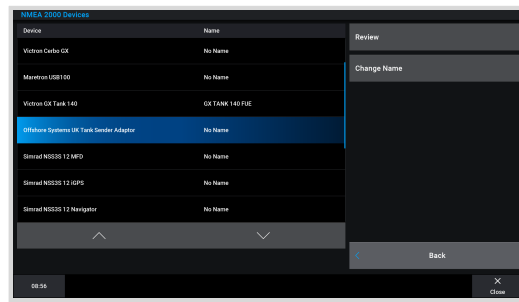 NMEA 2000 Devices
Device Name
Review
Victron Cerbo GX No Name
Change Name
Maretron USB100 No Name
Victron GX Tank 140 GX TANK 140 FUE
Offshore Systems UK Tank Sender Adaptor No Name
Simrad NSS3S 12 MFD No Name
Simrad NSS3S 12 iGPS No Name
Simrad NSS3S 12 Navigator No Name
Back
08:56
Close